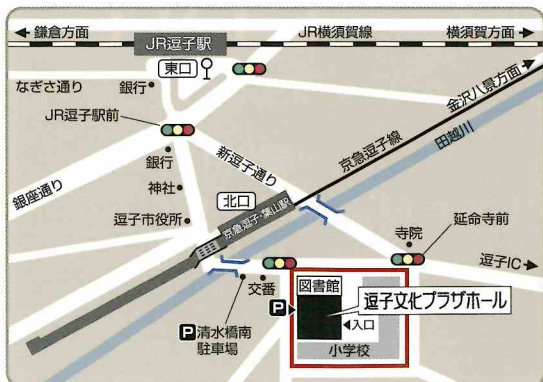 鎌倉方面
JR横須賀線
横須賀方面
JR逗子駅
東口
なぎさ通り
銀行
金沢八景方面
JR逗子駅前
新逗子通り
京急逗子線
田越川
銀行
銀座通り
神社
北口
逗子市役所
京急逗子・葉山駅
寺院
延命寺前
逗子IC
交番
図書館
P
逗子文化プラザホール
入口
P清水橋南
駐車場
小学校